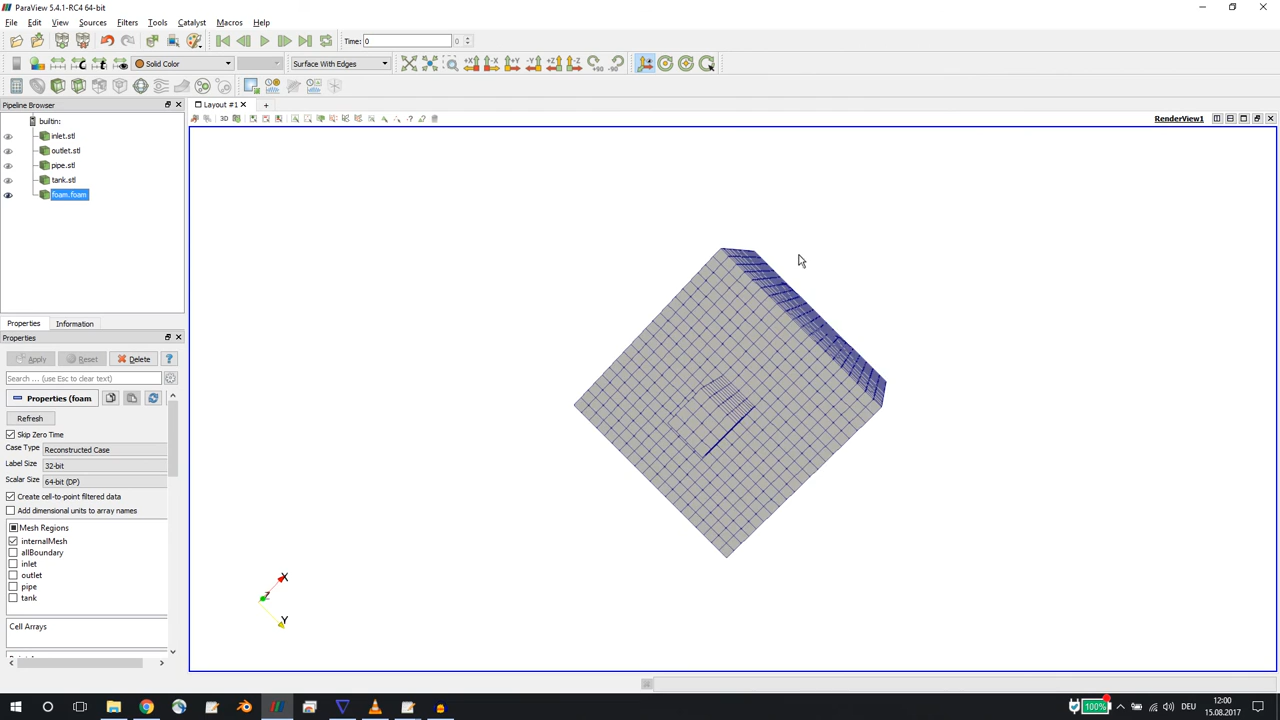 ParaView 5.4.1-RC4 64-bit
File Edit View Sources Filters Tools Catalyst Macros Help
Time: 0 0
Solid Color Surface With Edges +X -X +Y -Y +Z -Z +90 -90
Pipeline Browser
Layout #1
3D RenderView1
builtin:
inlet.stl
outlet.stl
pipe.stl
tank.stl
foam.foam
Properties Information
Properties
Apply Reset Delete ?
Search ... (use Esc to clear text)
Properties (foam
Refresh
Skip Zero Time
Case Type Reconstructed Case
Label Size 32-bit
Scalar Size 64-bit (DP)
Create cell-to-point filtered data
Add dimensional units to array names
Mesh Regions
internalMesh
allBoundary
inlet
outlet
pipe
tank
Cell Arrays
X
Z
Y
100% DEU 12:00
15.08.2017